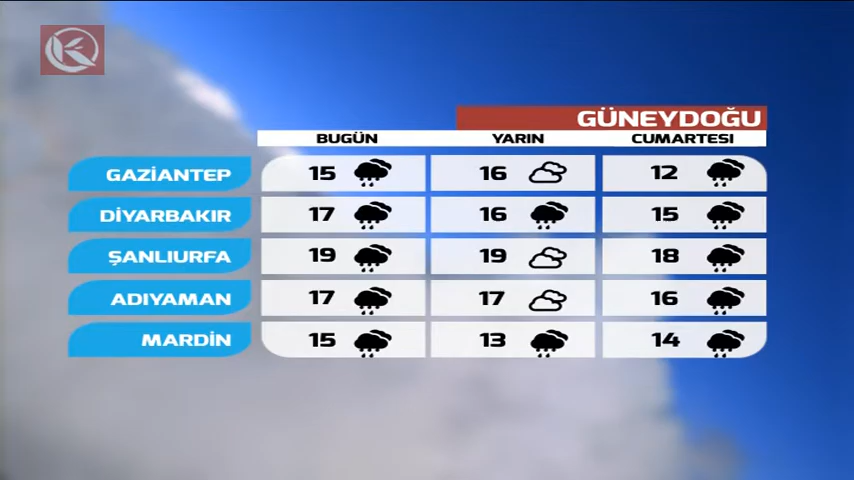 GÜNEYDOĞU
BUGÜN YARIN CUMARTESI
GAZİANTEP 15 16 12
DİYARBAKIR 17 16 15
ŞANLIURFA 19 19 18
ADIYAMAN 17 17 16
MARDİN 15 13 14